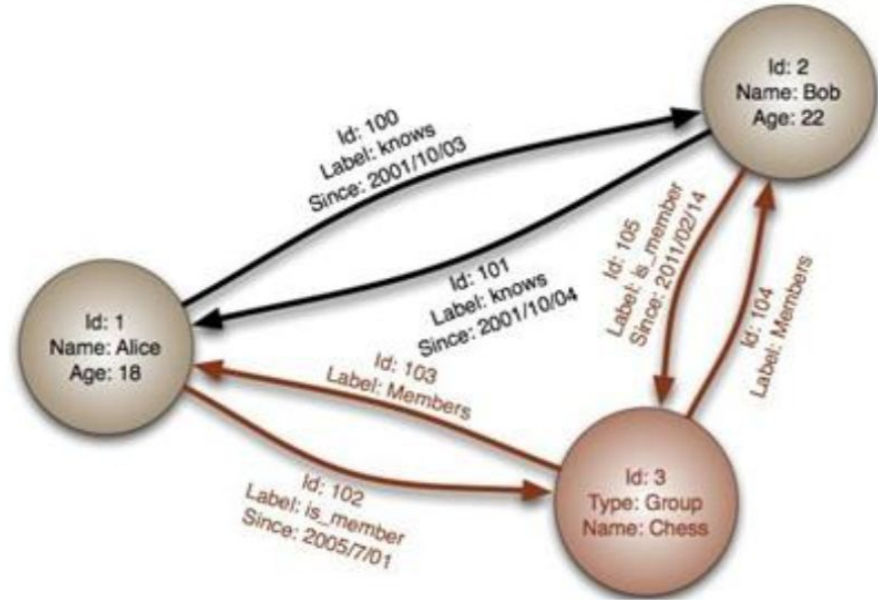 Id: 2
Name: Bob
Age: 22
Id: 100
Label: knows
Since: 2001/10/03
Id: 101
Label: knows
Since: 2001/10/04
Id: 105
Label: is_member
Since: 2011/02/14
Id: 104
Label: Members
Id: 1
Name: Alice
Age: 18
Id: 103
Label: Members
Id: 102
Label: is_member
Since: 2005/7/01
Id: 3
Type: Group
Name: Chess